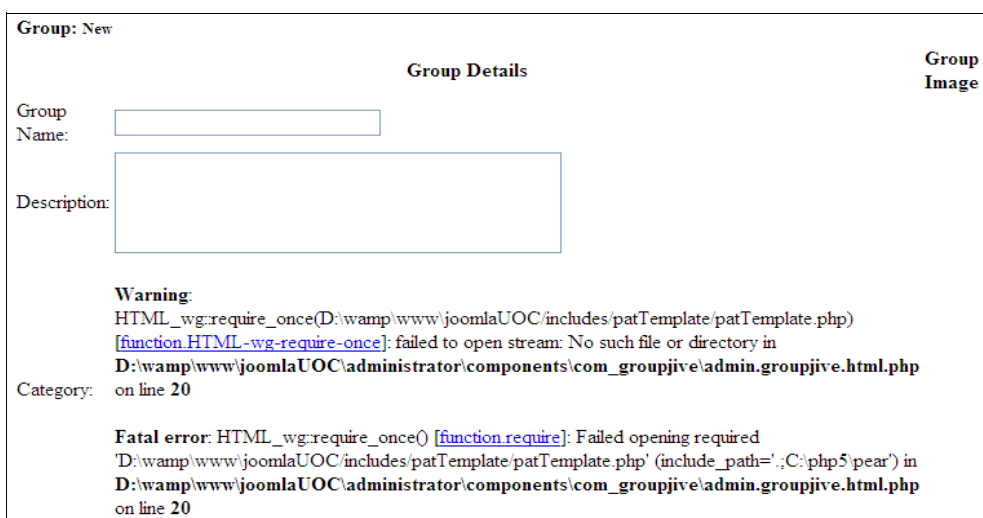 Group: New
Group Details
Group
Image
Group
Name:
Description:
Warning:
HTML_wg::require_once(D:\wamp\www\joomlaUOC/includes/patTemplate/patTemplate.php)
[function.HTML-wg-require-once]: failed to open stream: No such file or directory in
D:\wamp\www\joomlaUOC\administrator\components\com_groupjive\admin.groupjive.html.php
Category:
on line 20
Fatal error: HTML_wg::require_once() [function.require]: Failed opening required
'D:\wamp\www\joomlaUOC/includes/patTemplate/patTemplate.php' (include_path='.;C:\php5\pear') in
D:\wamp\www\joomlaUOC\administrator\components\com_groupjive\admin.groupjive.html.php
on line 20